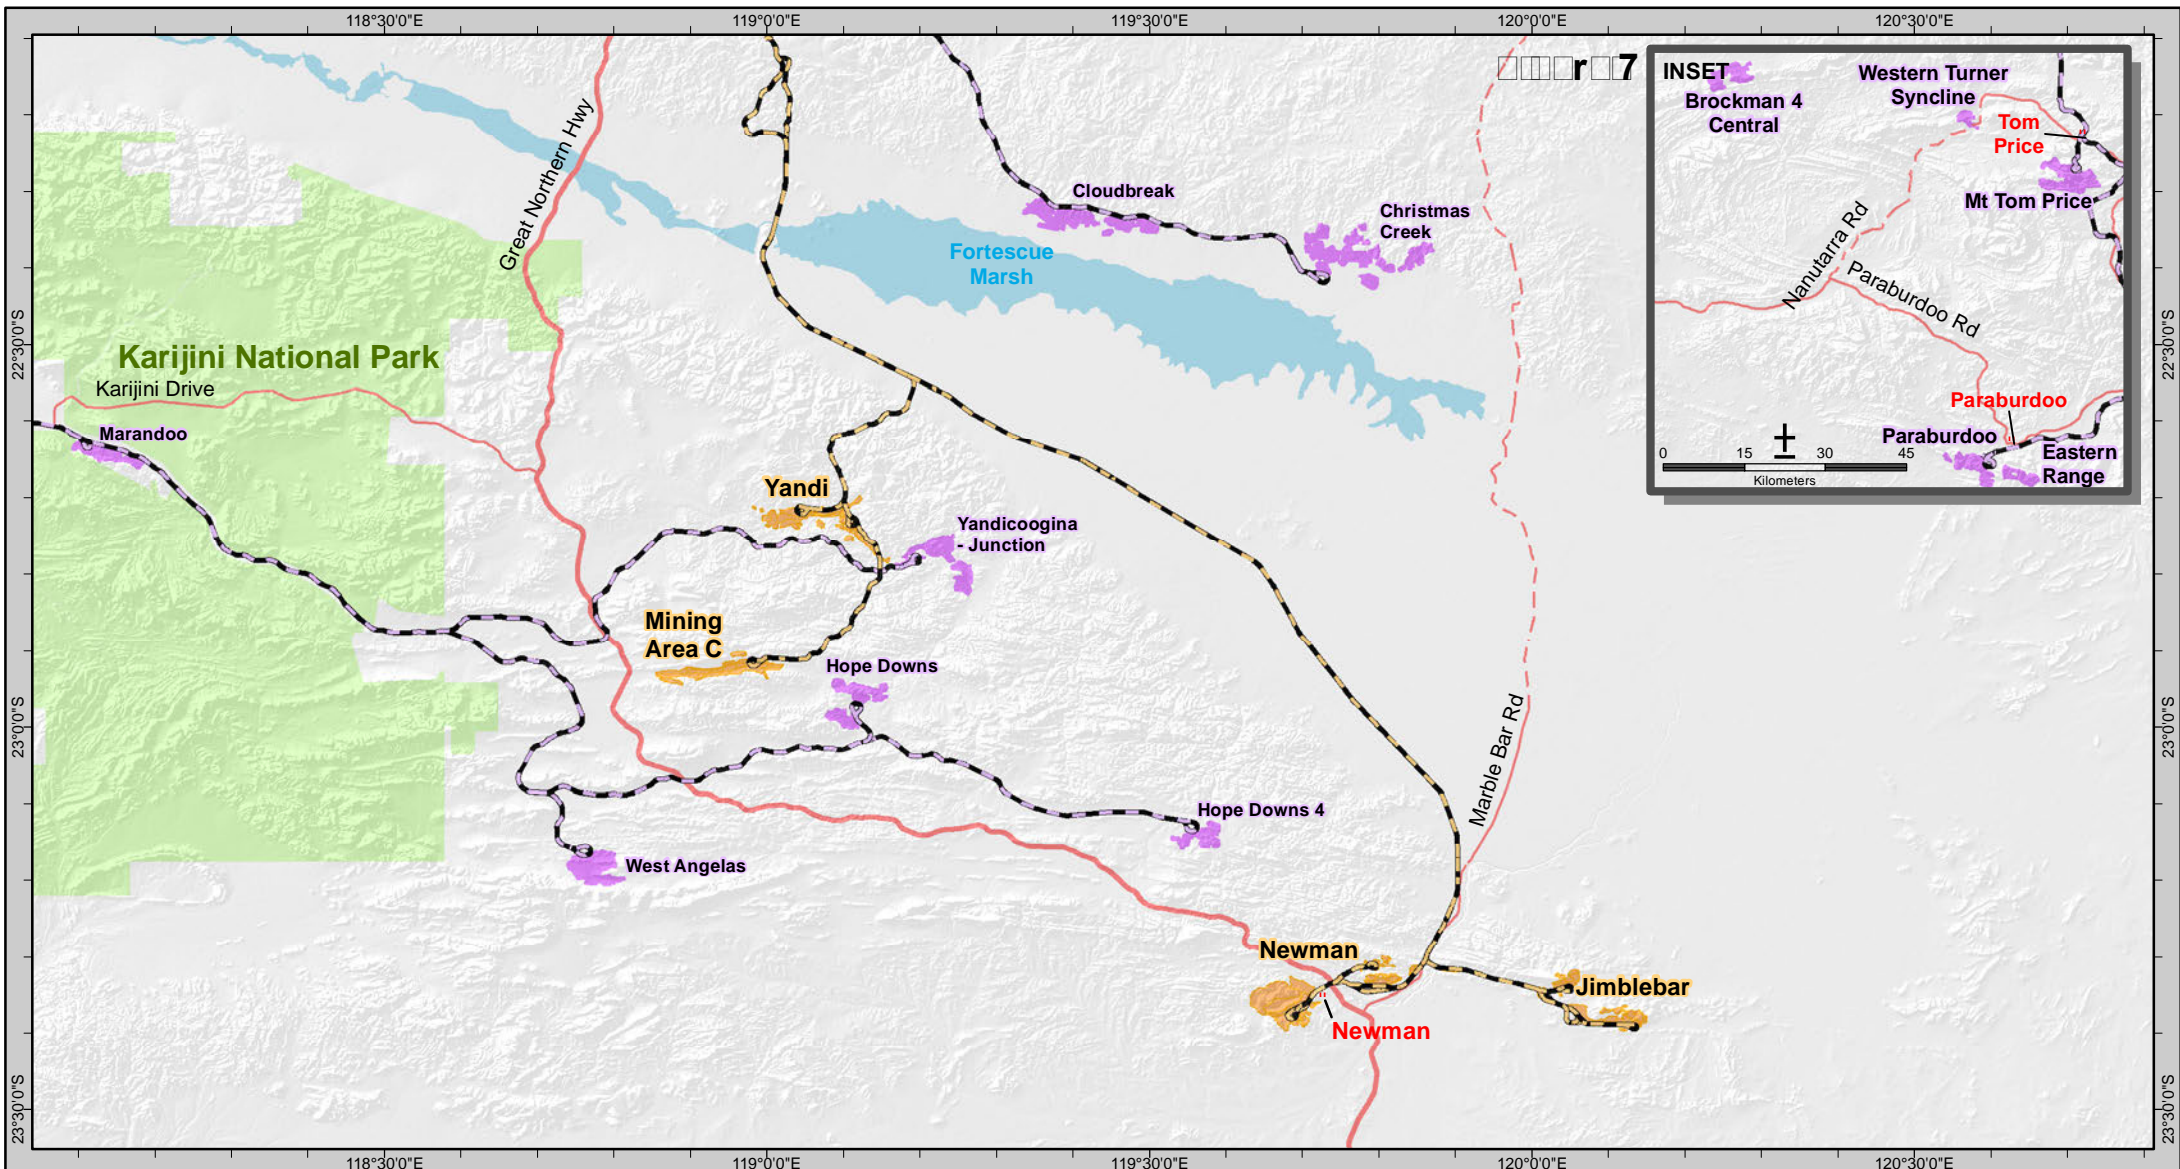 118°30'0"E
119°0'0"E
119°30'0"E
120°0'0"E
120°30'0"E
INSET
Brockman 4
Central
Western Turner
Syncline
Tom
Price
Mt Tom Price
Nanutarra Rd
Paraburdoo Rd
Paraburdoo
Paraburdoo
Eastern
Range
0 15 30 45
Kilometers
Great Northern Hwy
Cloudbreak
Christmas
Creek
Fortescue
Marsh
22°30'0"S
22°30'0"S
Karijini National Park
Karijini Drive
Marandoo
Yandi
Yandicoogina
- Junction
Mining
Area C
Hope Downs
23°0'0"S
23°0'0"S
Marble Bar Rd
Hope Downs 4
West Angelas
Newman
Jimblebar
Newman
23°30'0"S
23°30'0"S
118°30'0"E
119°0'0"E
119°30'0"E
120°0'0"E
120°30'0"E